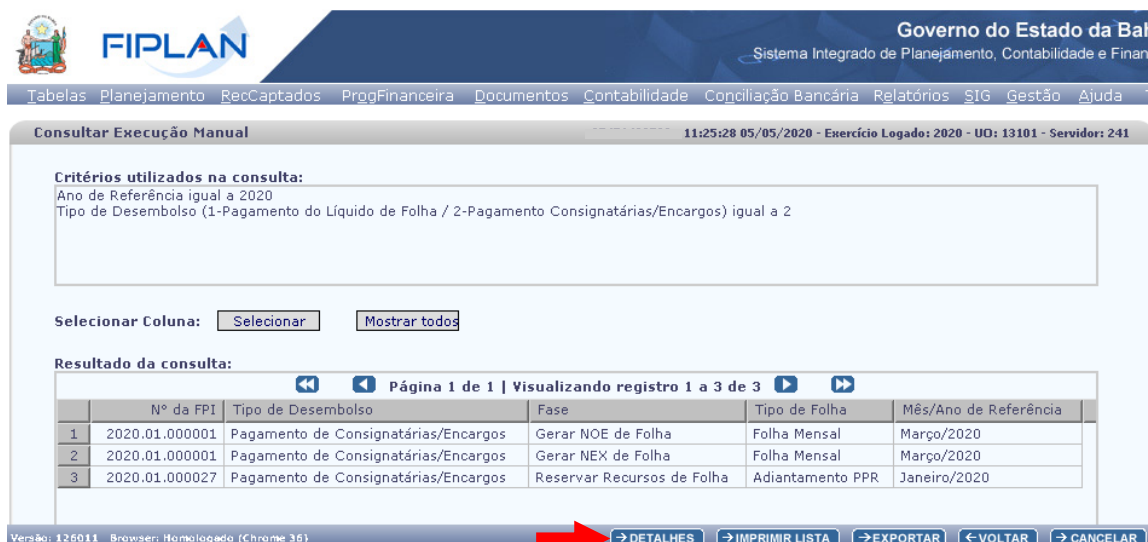 FIPLAN
Governo do Estado da Bah
Sistema Integrado de Planejamento, Contabilidade e Finan
Tabelas Planejamento RecCaptados ProgFinanceira Documentos Contabilidade Conciliação Bancária Relatórios SIG Gestão Ajuda
Consultar Execução Manual 11:25:28 05/05/2020 - Exercício Logado: 2020 - UO: 13101 - Servidor: 241
Critérios utilizados na consulta:
Ano de Referência igual a 2020
Tipo de Desembolso (1-Pagamento do Líquido de Folha / 2-Pagamento Consignatárias/Encargos) igual a 2
Selecionar Coluna: Selecionar Mostrar todos
Resultado da consulta:
Página 1 de 1 | Visualizando registro 1 a 3 de 3
Nº da FPI Tipo de Desembolso Fase Tipo de Folha Mês/Ano de Referência
1 2020.01.000001 Pagamento de Consignatárias/Encargos Gerar NOE de Folha Folha Mensal Março/2020
2 2020.01.000001 Pagamento de Consignatárias/Encargos Gerar NEX de Folha Folha Mensal Março/2020
3 2020.01.000027 Pagamento de Consignatárias/Encargos Reservar Recursos de Folha Adiantamento PPR Janeiro/2020
Versão: 126011 Browser: Homologado (Chrome 36) DETALHES IMPRIMIR LISTA EXPORTAR VOLTAR CANCELAR